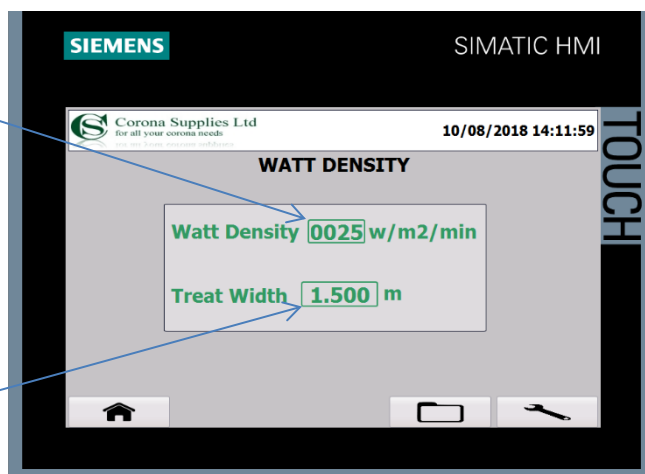 SIEMENS
SIMATIC HMI
Corona Supplies Ltd
for all your corona needs
10/08/2018 14:11:59
TOUCH
WATT DENSITY
Watt Density 0025 w/m2/min
Treat Width 1.500 m